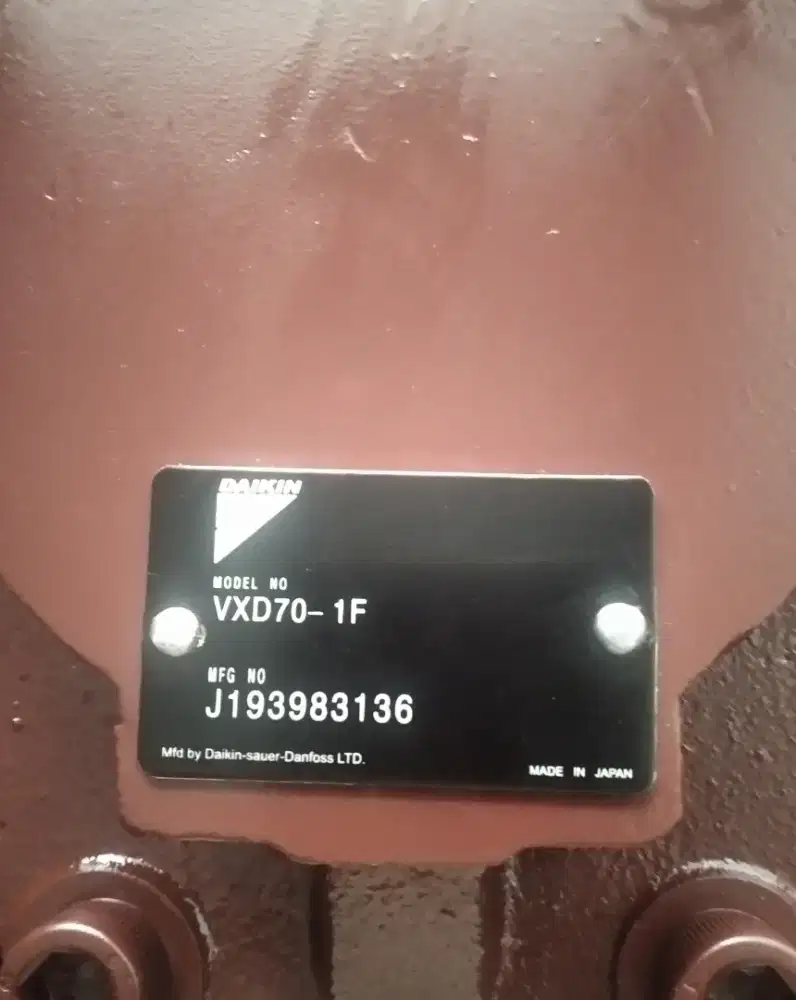 DAIKIN
MODEL NO
VXD70-1F
MFG NO
J193983136
Mfd by Daikin-sauer-Danfoss LTD.
MADE IN JAPAN